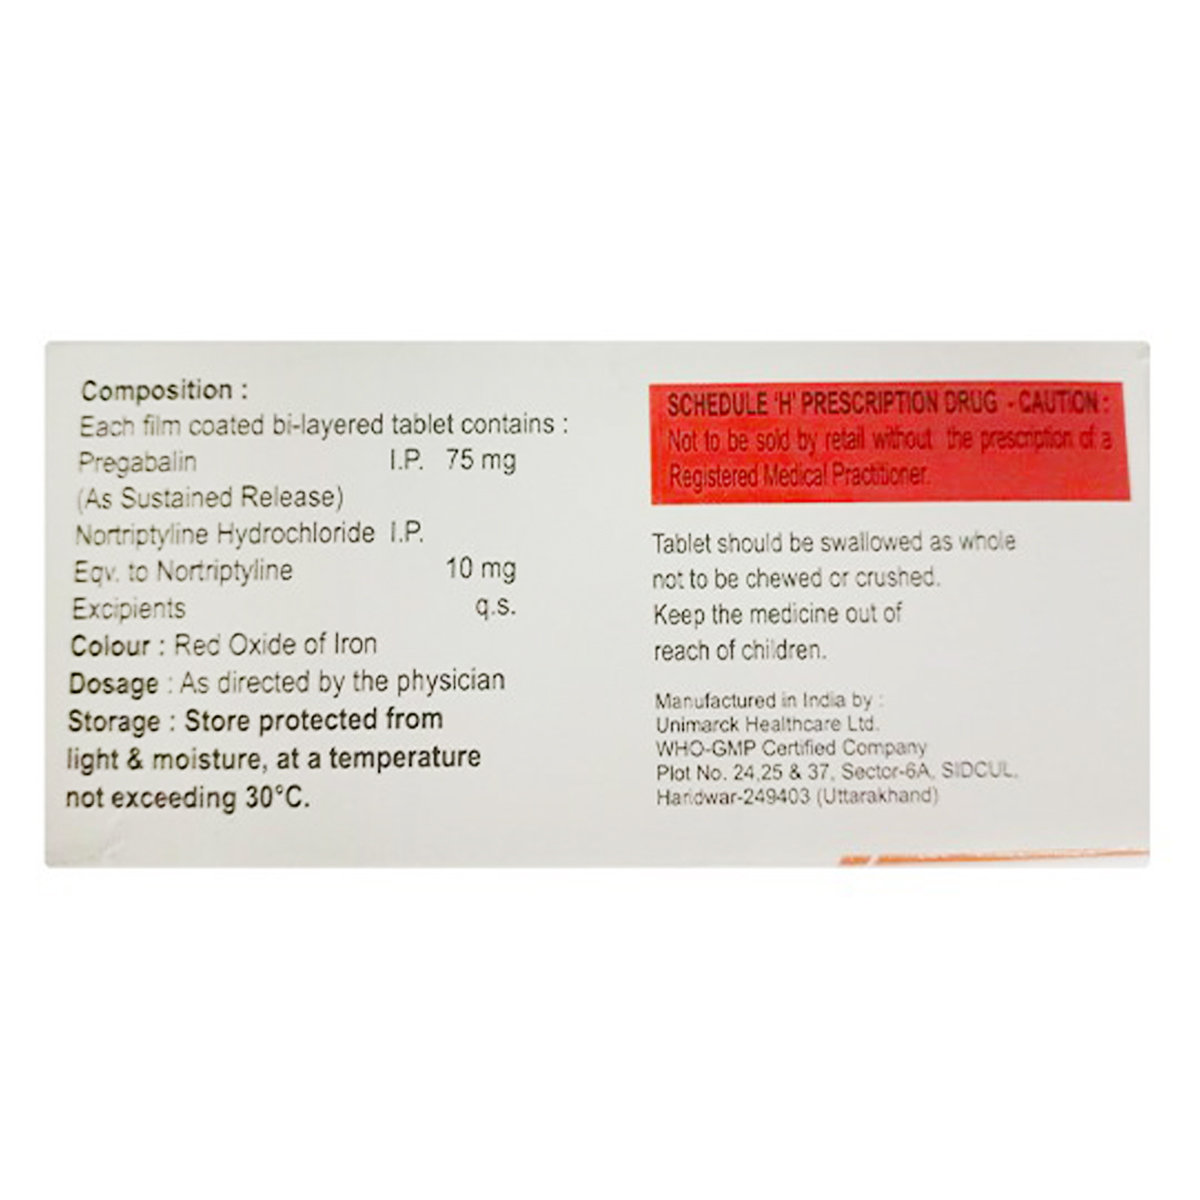 Composition :
Each film coated bi-layered tablet contains :
Pregabalin I.P. 75 mg
(As Sustained Release)
Nortriptyline Hydrochloride I.P.
Eqv. to Nortriptyline 10 mg
Excipients q.s.
Colour : Red Oxide of Iron
Dosage : As directed by the physician
Storage : Store protected from
light & moisture, at a temperature
not exceeding 30°C.
SCHEDULE 'H' PRESCRIPTION DRUG - CAUTION :
Not to be sold by retail without the prescription of a
Registered Medical Practitioner.
Tablet should be swallowed as whole
not to be chewed or crushed.
Keep the medicine out of
reach of children.
Manufactured in India by :
Unimarck Healthcare Ltd.
WHO-GMP Certified Company
Plot No. 24,25 & 37, Sector-6A, SIDCUL,
Haridwar-249403 (Uttarakhand)